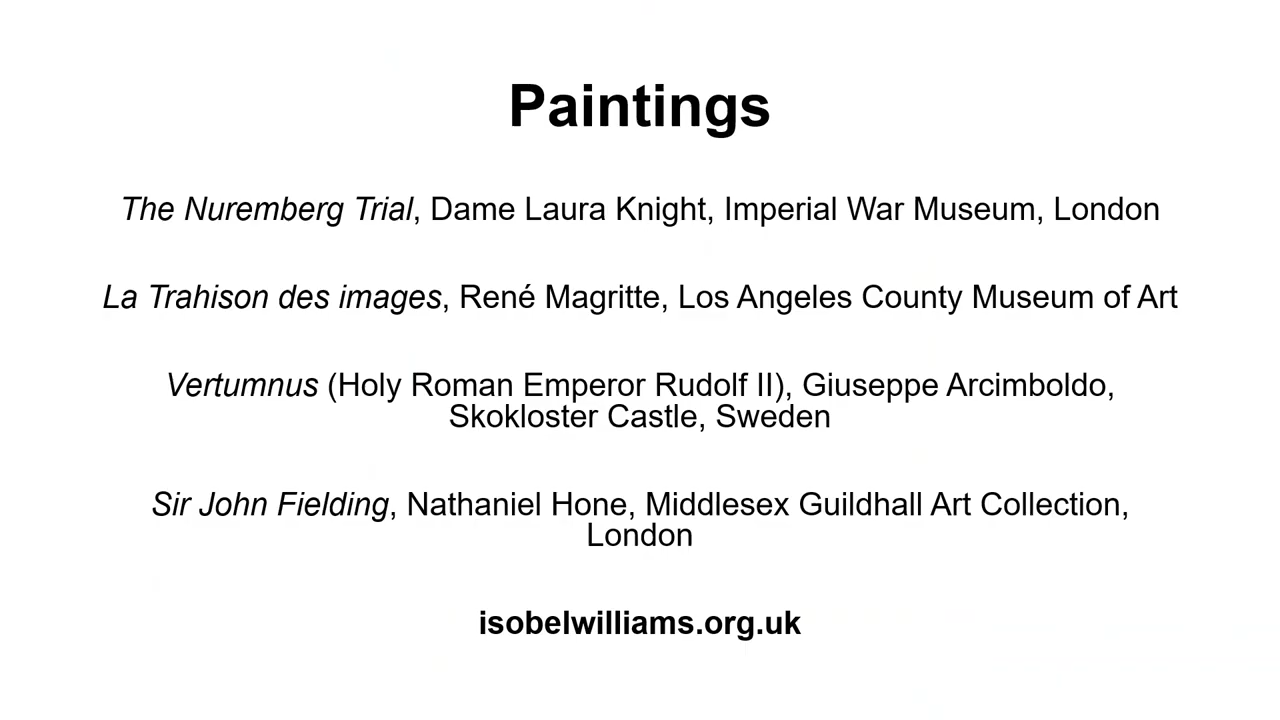 Paintings
The Nuremberg Trial, Dame Laura Knight, Imperial War Museum, London
La Trahison des images, René Magritte, Los Angeles County Museum of Art
Vertumnus (Holy Roman Emperor Rudolf II), Giuseppe Arcimboldo,
Skokloster Castle, Sweden
Sir John Fielding, Nathaniel Hone, Middlesex Guildhall Art Collection,
London
isobelwilliams.org.uk